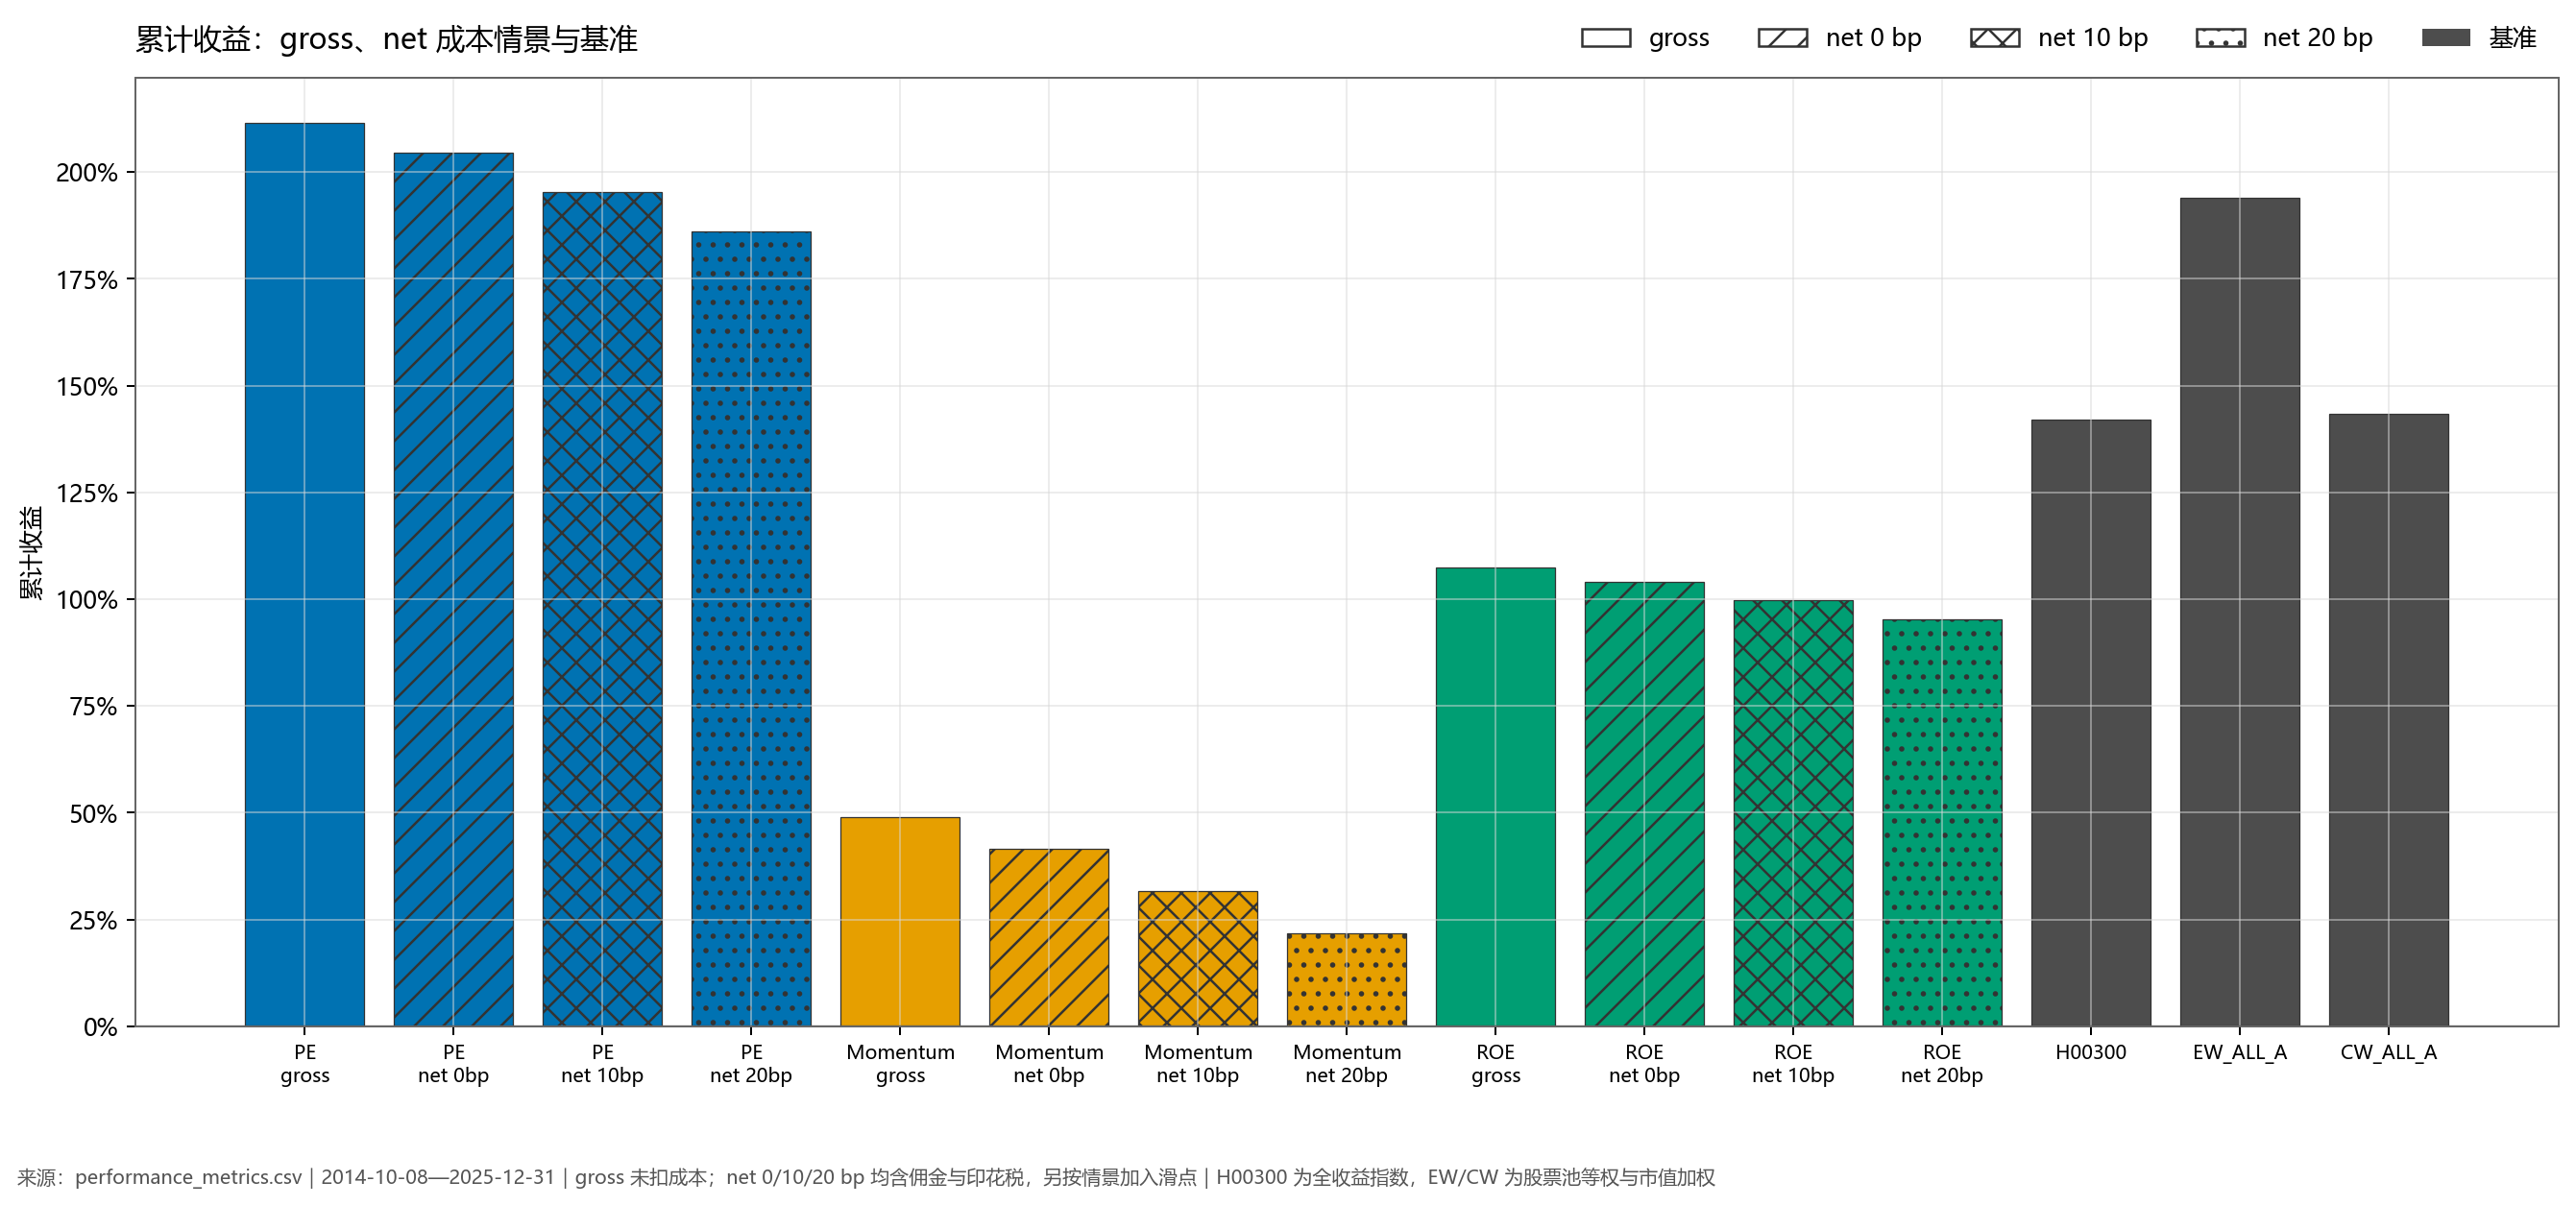 累计收益：gross、net 成本情景与基准
gross
net 0 bp
net 10 bp
net 20 bp
基准
累计收益
200%
175%
150%
125%
100%
75%
50%
25%
0%
PE
gross
PE
net 0bp
PE
net 10bp
PE
net 20bp
Momentum
gross
Momentum
net 0bp
Momentum
net 10bp
Momentum
net 20bp
ROE
gross
ROE
net 0bp
ROE
net 10bp
ROE
net 20bp
H00300
EW_ALL_A
CW_ALL_A
来源：performance_metrics.csv | 2014-10-08—2025-12-31 | gross 未扣成本；net 0/10/20 bp 均含佣金与印花税，另按情景加入滑点 | H00300 为全收益指数，EW/CW 为股票池等权与市值加权